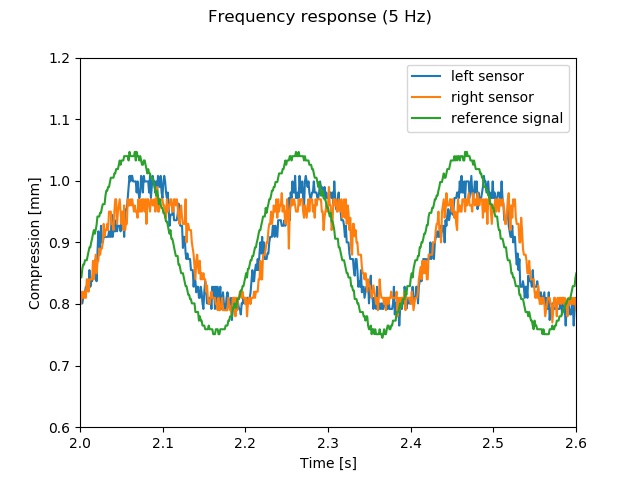 Frequency response (5 Hz)
1.2
1.1
1.0
0.9
0.8
0.7
0.6
Compression [mm]
left sensor
right sensor
reference signal
2.0 2.1 2.2 2.3 2.4 2.5 2.6
Time [s]